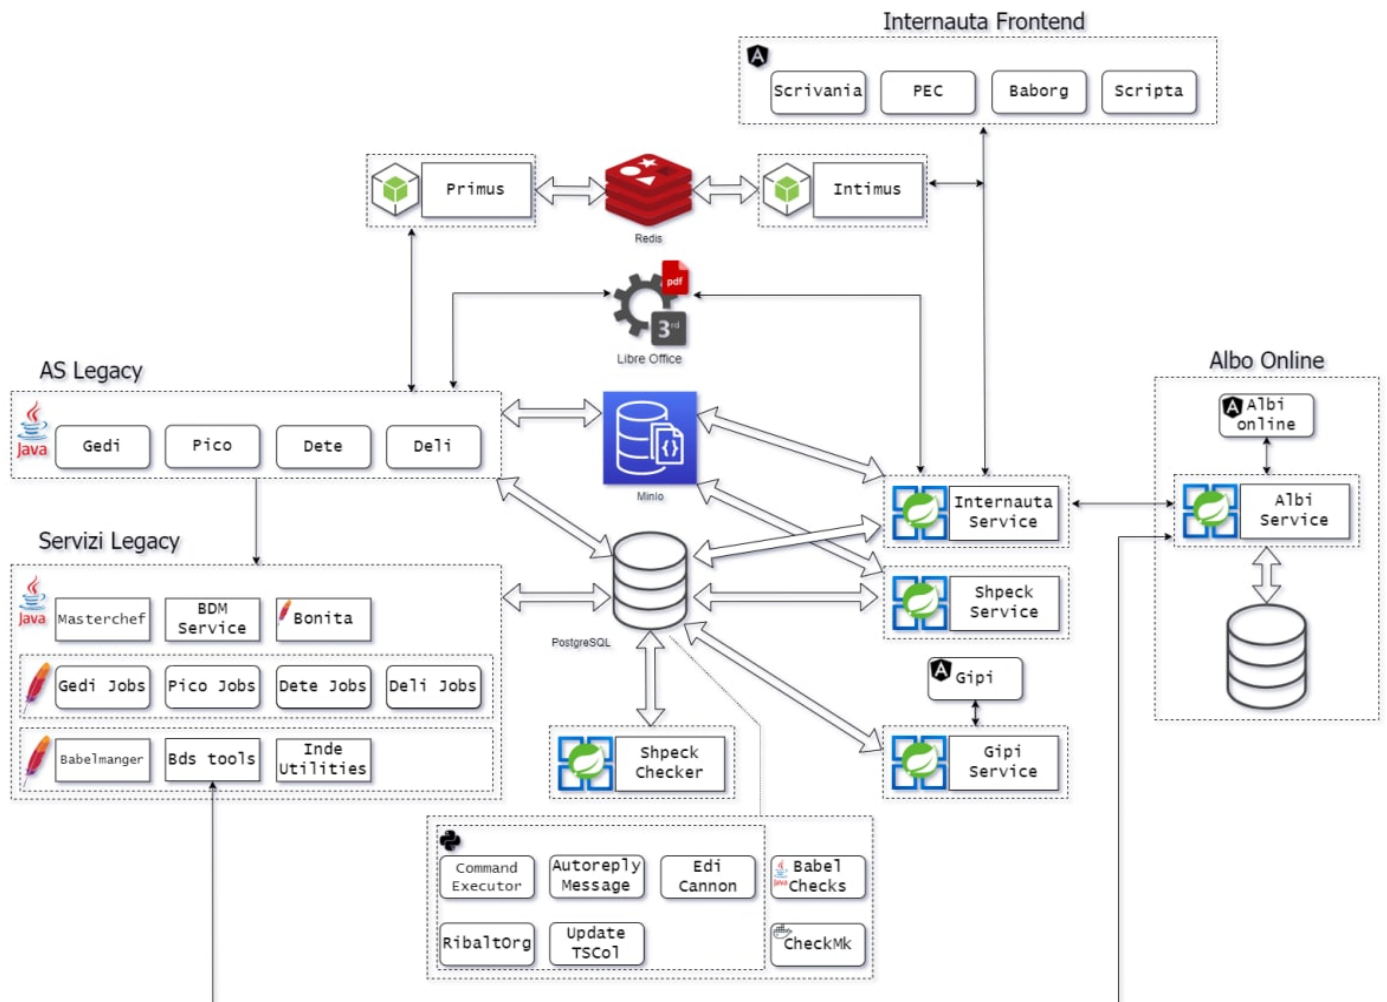 Internauta Frontend
Scrivania
PEC
Baborg
Scripta
Primus
Redis
Intimus
pdf
3rd
Libre Office
AS Legacy
Java
Gedi
Pico
Dete
Deli
MinIo
Albo Online
Albi
online
Internauta
Service
Albi
Service
Servizi Legacy
Java
Masterchef
BDM
Service
Bonita
PostgreSQL
Shpeck
Service
Gedi Jobs
Pico Jobs
Dete Jobs
Deli Jobs
Gipi
Babelmanger
Bds tools
Inde
Utilities
Shpeck
Checker
Gipi
Service
Command
Executor
Autoreply
Message
Edi
Cannon
Java
Babel
Checks
RibaltOrg
Update
TSCol
CheckMk